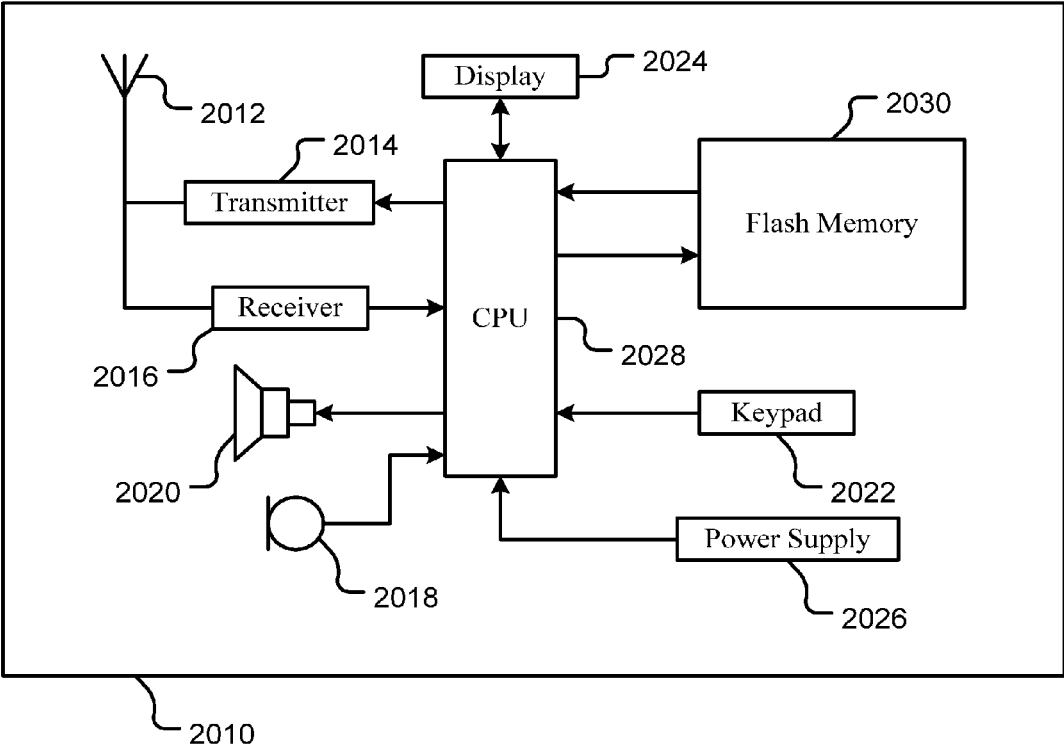 Display
2024
2012
2030
2014
Transmitter
Flash Memory
Receiver
CPU
2028
2016
Keypad
2020
2022
Power Supply
2018
2026
2010